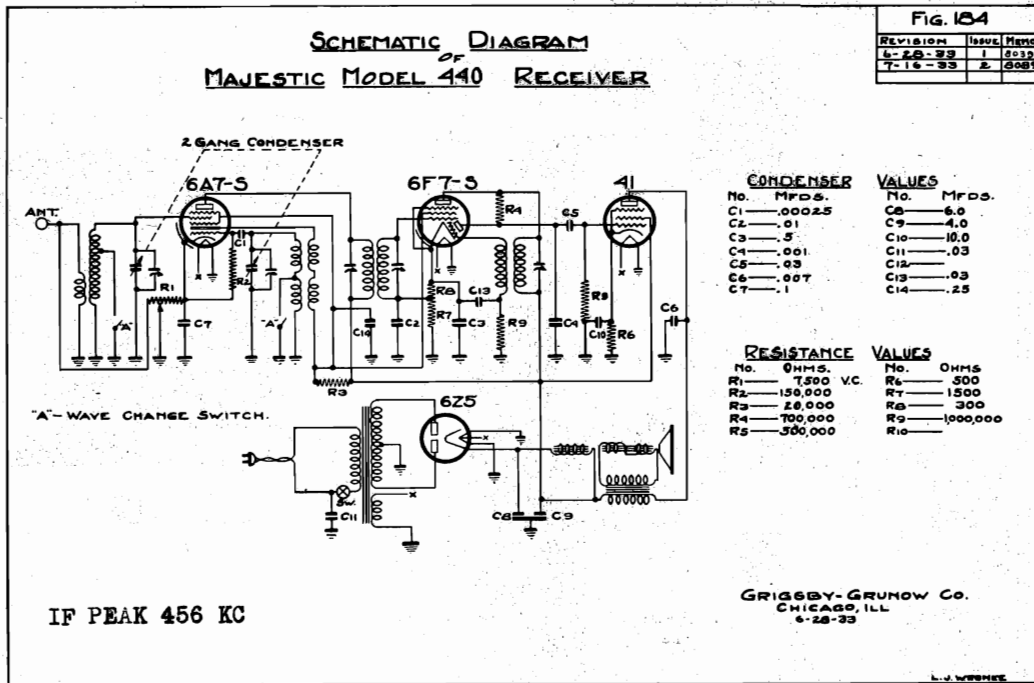 FIG. 184
REVISION ISSUE MEMO
6-28-33 1
7-16-33 2
SCHEMATIC DIAGRAM
OF
MAJESTIC MODEL 440 RECEIVER
2 GANG CONDENSER
6A7-S
6F7-S
41
ANT.
C1
R4
C5
R1
R2
R8
C13
R9
"A"
C7
"A"
C14
C2
R7
C3
R9
C4
C10
R6
C6
R3
"A"-WAVE CHANGE SWITCH.
6Z5
X
X
X
X
X
SW.
C11
C8
C9
CONDENSER VALUES
No. MFDS. No. MFDS.
C1 .00025 C8 6.0
C2 .01 C9 4.0
C3 .5 C10 10.0
C4 .001 C11 .03
C5 .03 C12
C6 .007 C13 .03
C7 .1 C14 .25
RESISTANCE VALUES
No. OHMS. No. OHMS
R1 7,500 V.C. R6 500
R2 150,000 R7 1500
R3 20,000 R8 300
R4 700,000 R9 1,000,000
R5 500,000 R10
IF PEAK 456 KC
GRIGSBY-GRUNOW CO.
CHICAGO, ILL
6-28-33